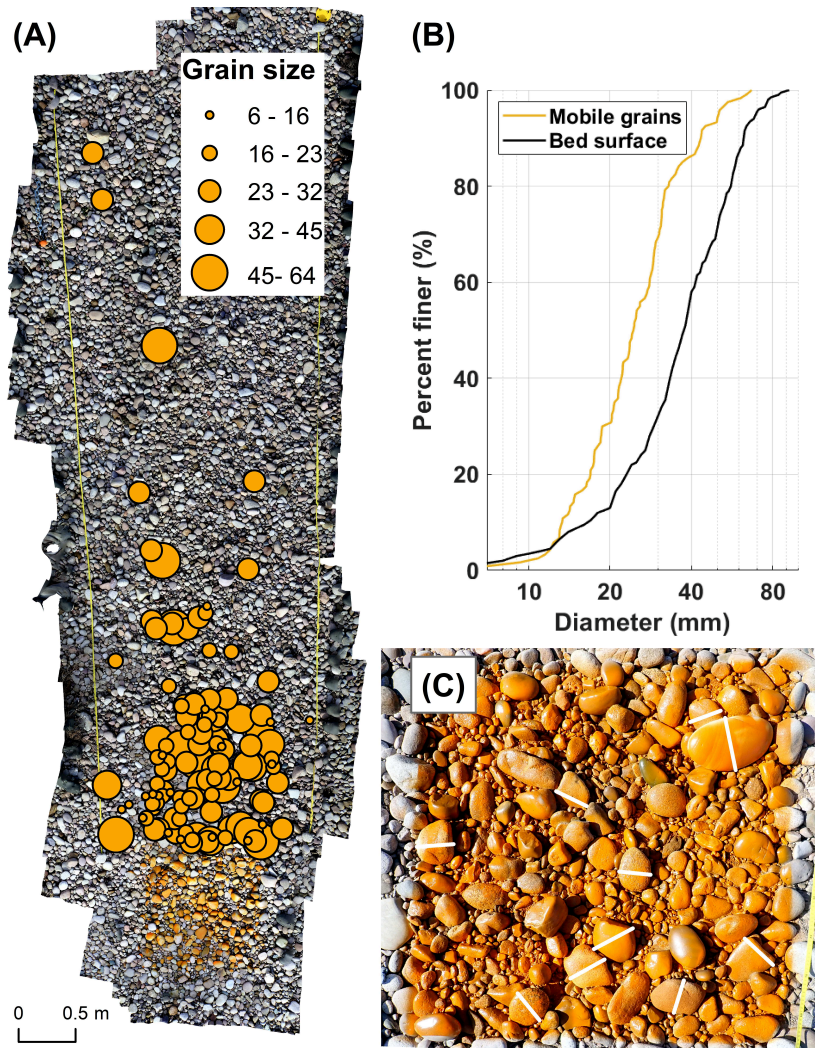 (A)
Grain size
6 - 16
16 - 23
23 - 32
32 - 45
45- 64
0 0.5 m
(B)
100
80
60
40
20
0
Percent finer (%)
Mobile grains
Bed surface
10 20 40 80
Diameter (mm)
(C)